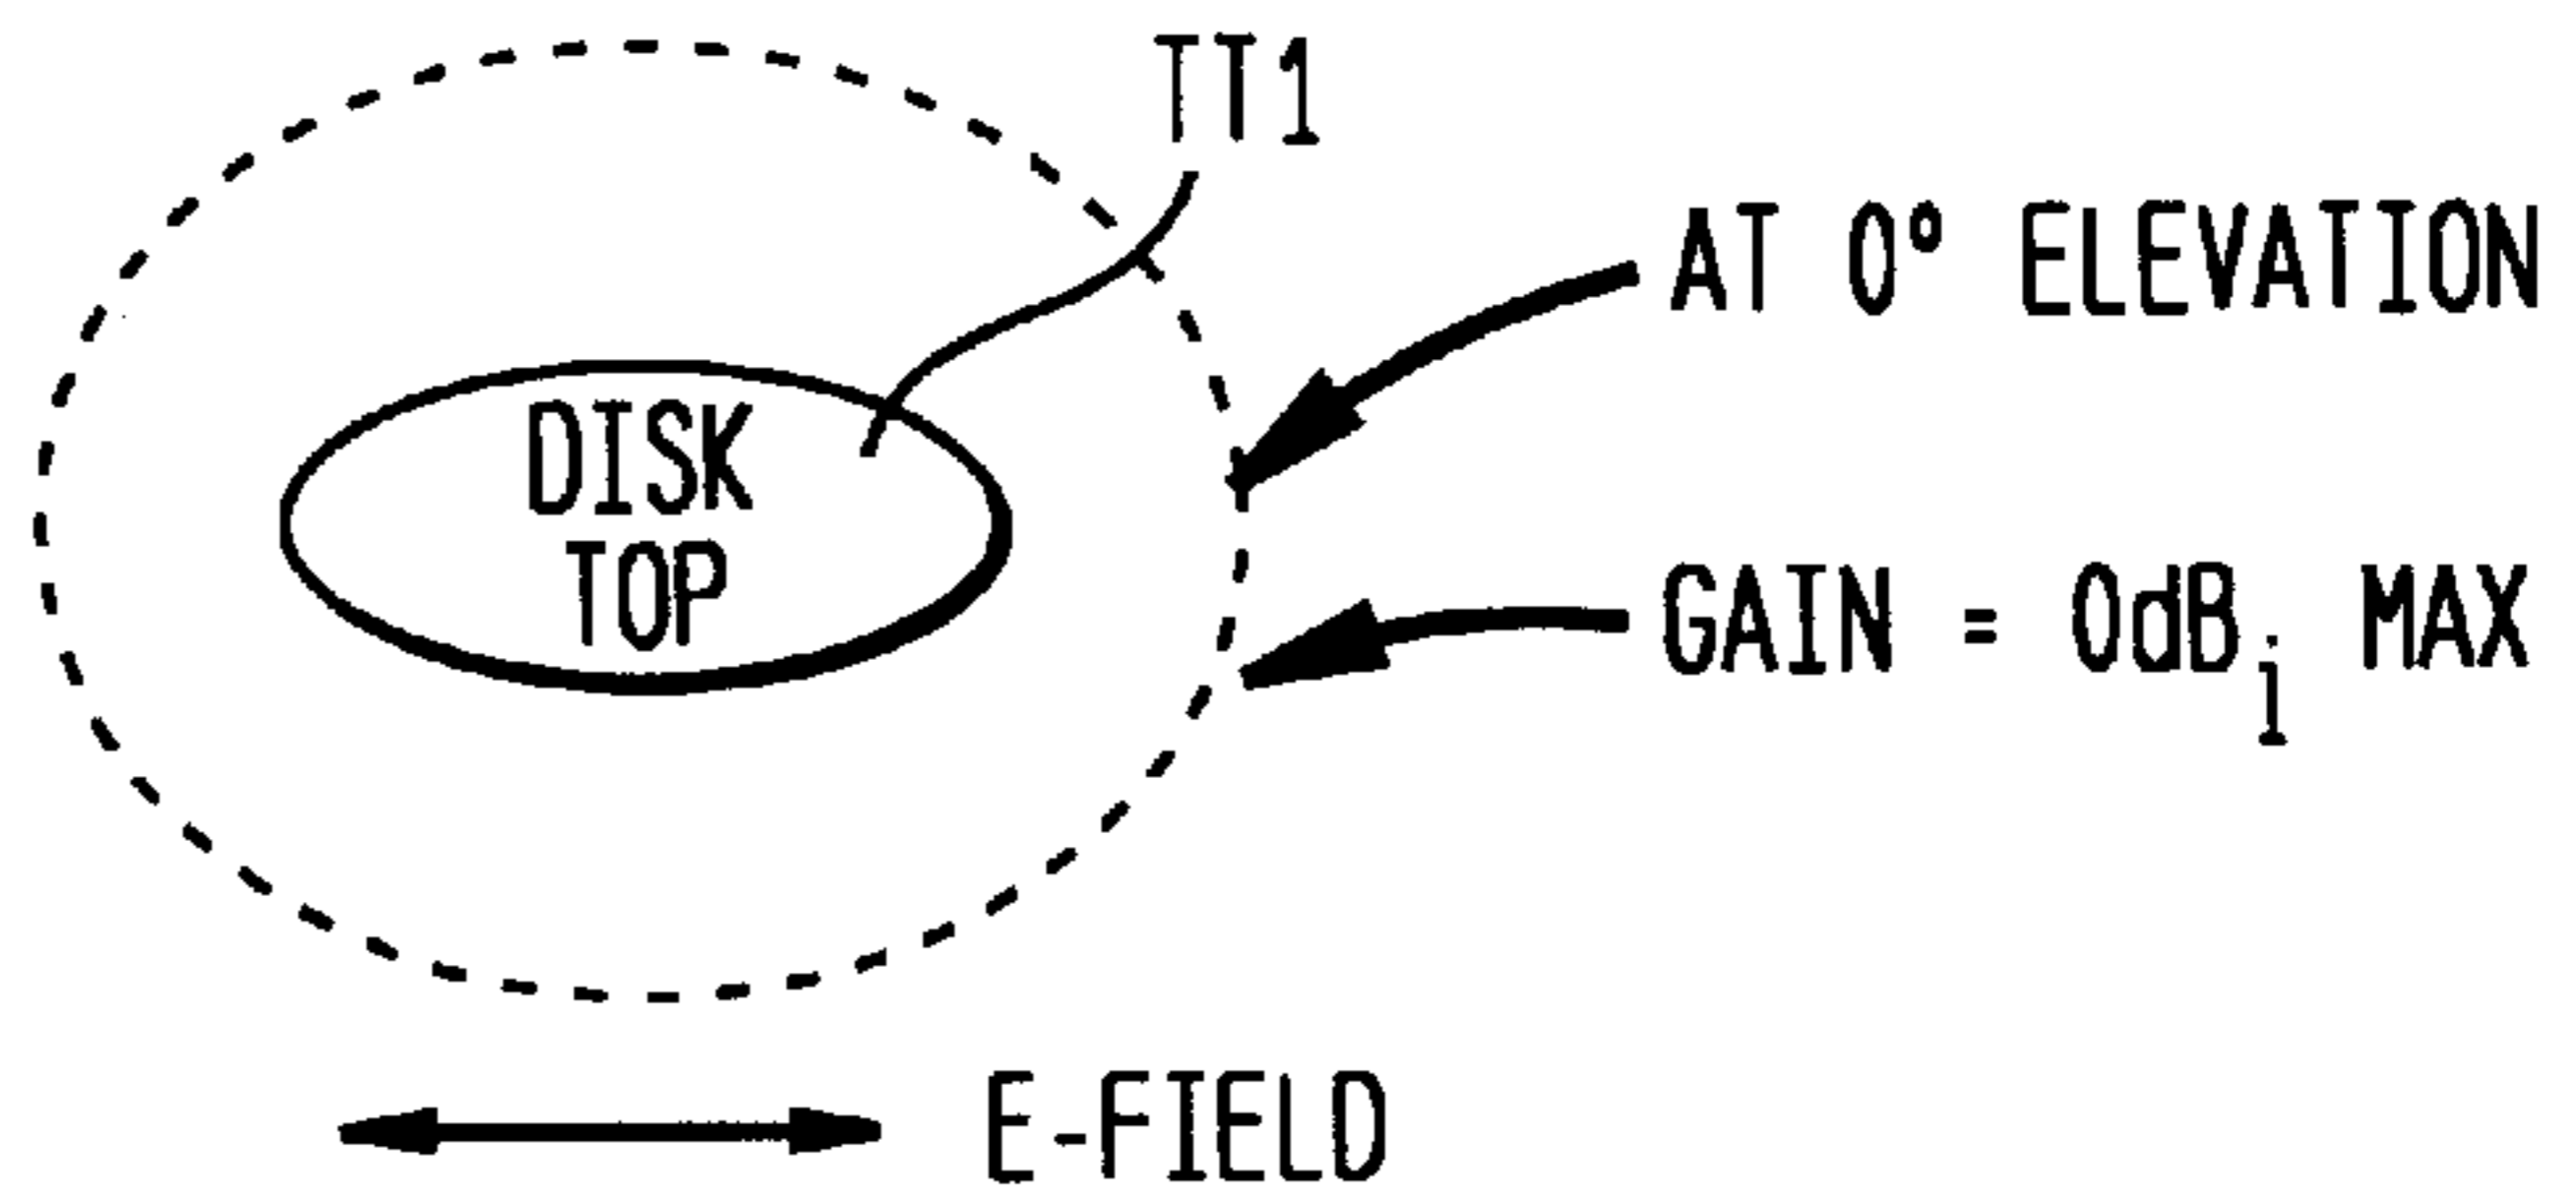 TT1
AT 0° ELEVATION
DISK
TOP
GAIN = 0dBi MAX
E-FIELD